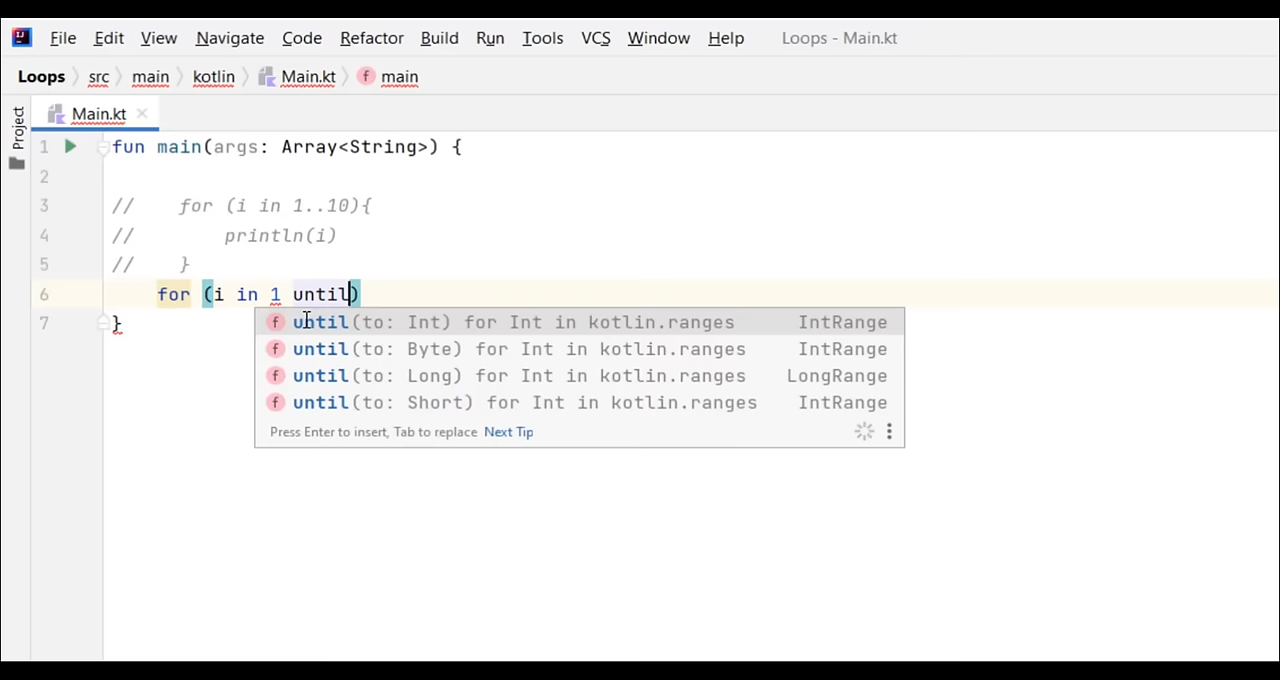 File Edit View Navigate Code Refactor Build Run Tools VCS Window Help Loops - Main.kt
Loops src main kotlin Main.kt f main
Project
Main.kt
1 fun main(args: Array<String>) {
2
3 // for (i in 1..10){
4 // println(i)
5 // }
6 for (i in 1 until)
7 }
f until(to: Int) for Int in kotlin.ranges IntRange
f until(to: Byte) for Int in kotlin.ranges IntRange
f until(to: Long) for Int in kotlin.ranges LongRange
f until(to: Short) for Int in kotlin.ranges IntRange
Press Enter to insert, Tab to replace Next Tip